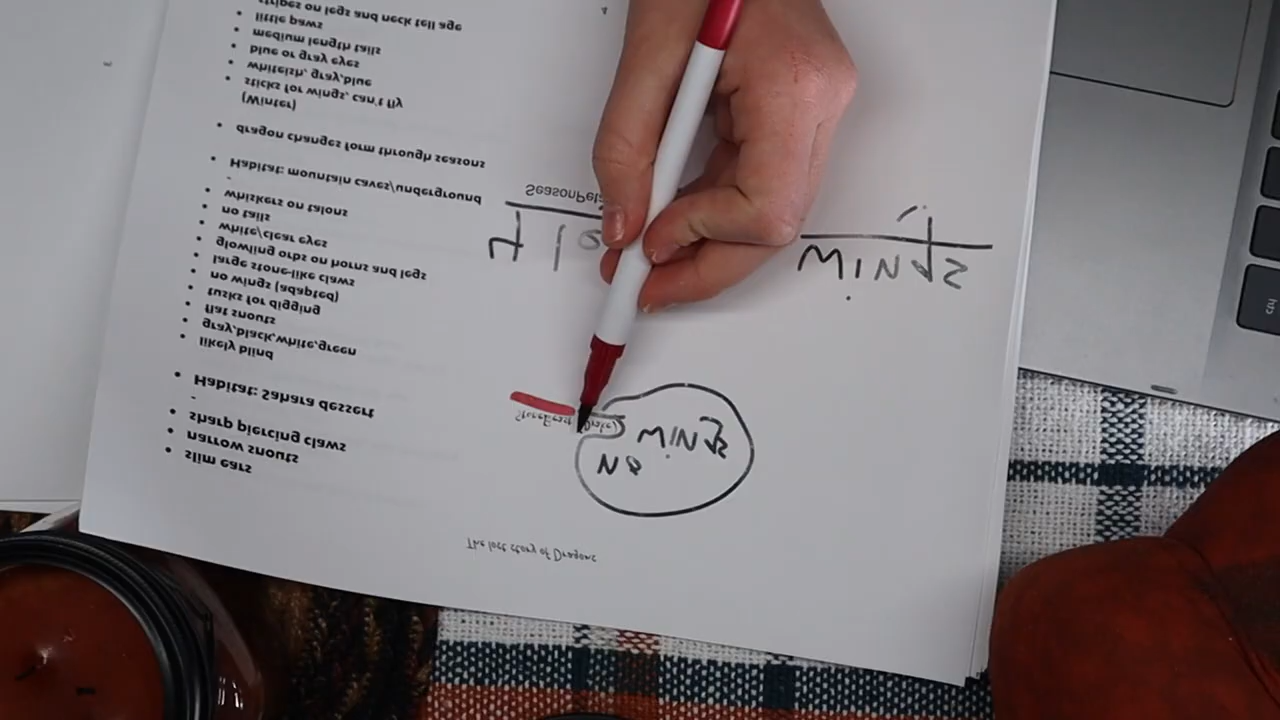 The lost story of Dragons
slim ears
narrow snouts
sharp piercing claws
-
Habitat: Sahara dessert
No
wings
likely blind
gray,black,white,green
flat snouts
tusks for digging
no wings (adapted)
large stone-like claws
glowing orbs on horns and legs
white/clear eyes
no tails
whiskers on talons
-
Habitat: mountain caves/underground
wings
4
dragon changes form through seasons
(Winter)
sticks for wings, can't fly
whiteish, gray,blue
blue or gray eyes
medium length tails
little paws
stripes on legs and neck tell age
ctrl